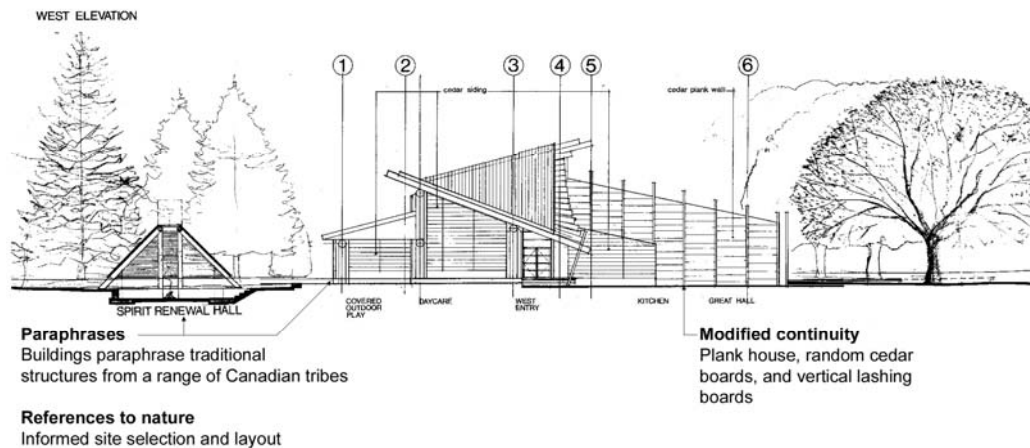 WEST ELEVATION
1 2 3 4 5 6
cedar siding
cedar plank wall
COVERED OUTDOOR PLAY
DAYCARE
WEST ENTRY
KITCHEN
GREAT HALL
SPIRIT RENEWAL HALL
Paraphrases
Buildings paraphrase traditional
structures from a range of Canadian tribes
References to nature
Informed site selection and layout
Modified continuity
Plank house, random cedar
boards, and vertical lashing
boards